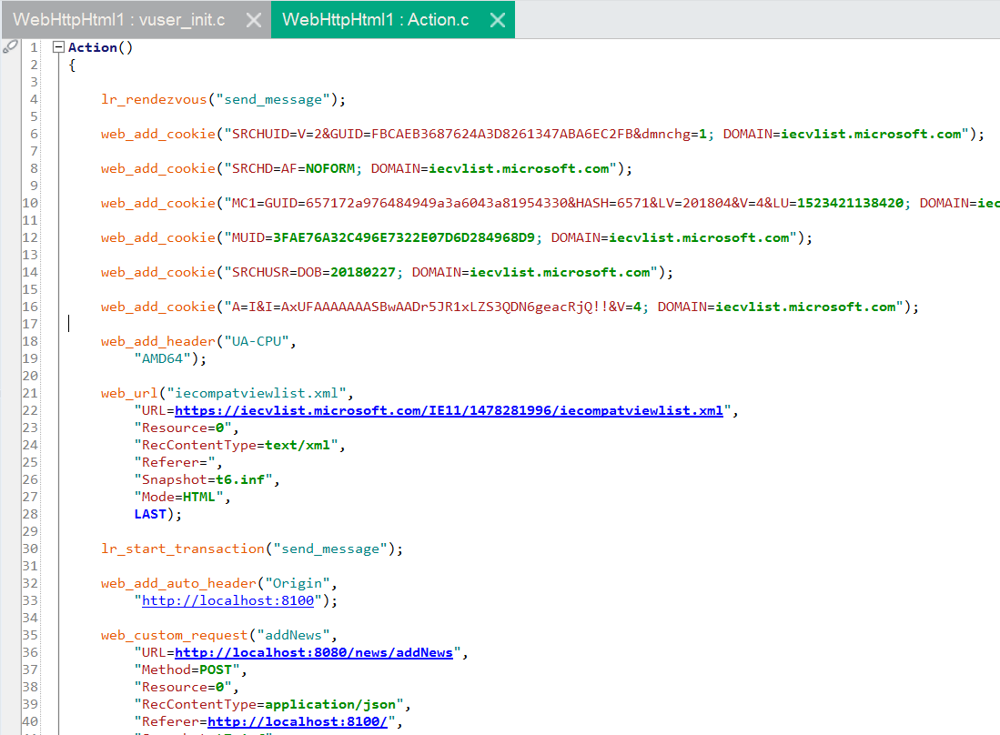 WebHttpHtml1 : vuser_init.c WebHttpHtml1 : Action.c
1 Action()
2 {
3
4 lr_rendezvous("send_message");
5
6 web_add_cookie("SRCHUID=V=2&GUID=FBCAEB3687624A3D8261347ABA6EC2FB&dmnchg=1; DOMAIN=iecvlist.microsoft.com");
7
8 web_add_cookie("SRCHD=AF=NOFORM; DOMAIN=iecvlist.microsoft.com");
9
10 web_add_cookie("MC1=GUID=657172a976484949a3a6043a81954330&HASH=6571&LV=201804&V=4&LU=1523421138420; DOMAIN=iec
11
12 web_add_cookie("MUID=3FAE76A32C496E7322E07D6D284968D9; DOMAIN=iecvlist.microsoft.com");
13
14 web_add_cookie("SRCHUSR=DOB=20180227; DOMAIN=iecvlist.microsoft.com");
15
16 web_add_cookie("A=I&I=AxUFAAAAAAASBwAADr5JR1xLZS3QDN6geacRjQ!!&V=4; DOMAIN=iecvlist.microsoft.com");
17
18 web_add_header("UA-CPU",
19 "AMD64");
20
21 web_url("iecompatviewlist.xml",
22 "URL=https://iecvlist.microsoft.com/IE11/1478281996/iecompatviewlist.xml",
23 "Resource=0",
24 "RecContentType=text/xml",
25 "Referer=",
26 "Snapshot=t6.inf",
27 "Mode=HTML",
28 LAST);
29
30 lr_start_transaction("send_message");
31
32 web_add_auto_header("Origin",
33 "http://localhost:8100");
34
35 web_custom_request("addNews",
36 "URL=http://localhost:8080/news/addNews",
37 "Method=POST",
38 "Resource=0",
39 "RecContentType=application/json",
40 "Referer=http://localhost:8100/",